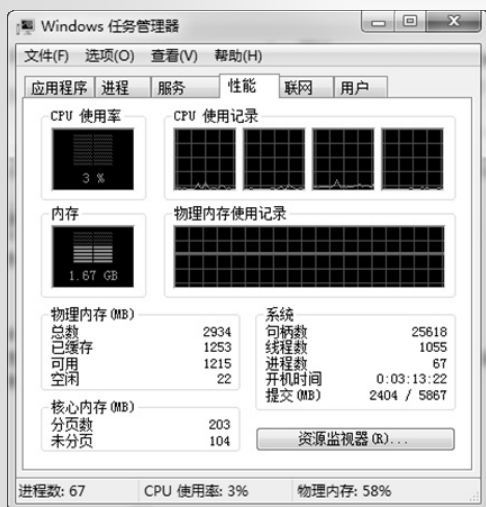 Windows 任务管理器
文件(F) 选项(O) 查看(V) 帮助(H)
应用程序 进程 服务 性能 联网 用户
CPU 使用率 CPU 使用记录
3 %
内存 物理内存使用记录
1.67 GB
物理内存(MB)
总数 2934
已缓存 1253
可用 1215
空闲 22
系统
句柄数 25618
线程数 1055
进程数 67
开机时间 0:03:13:22
提交(MB) 2404 / 5867
核心内存(MB)
分页数 203
未分页 104
资源监视器(R)...
进程数: 67 CPU 使用率: 3% 物理内存: 58%